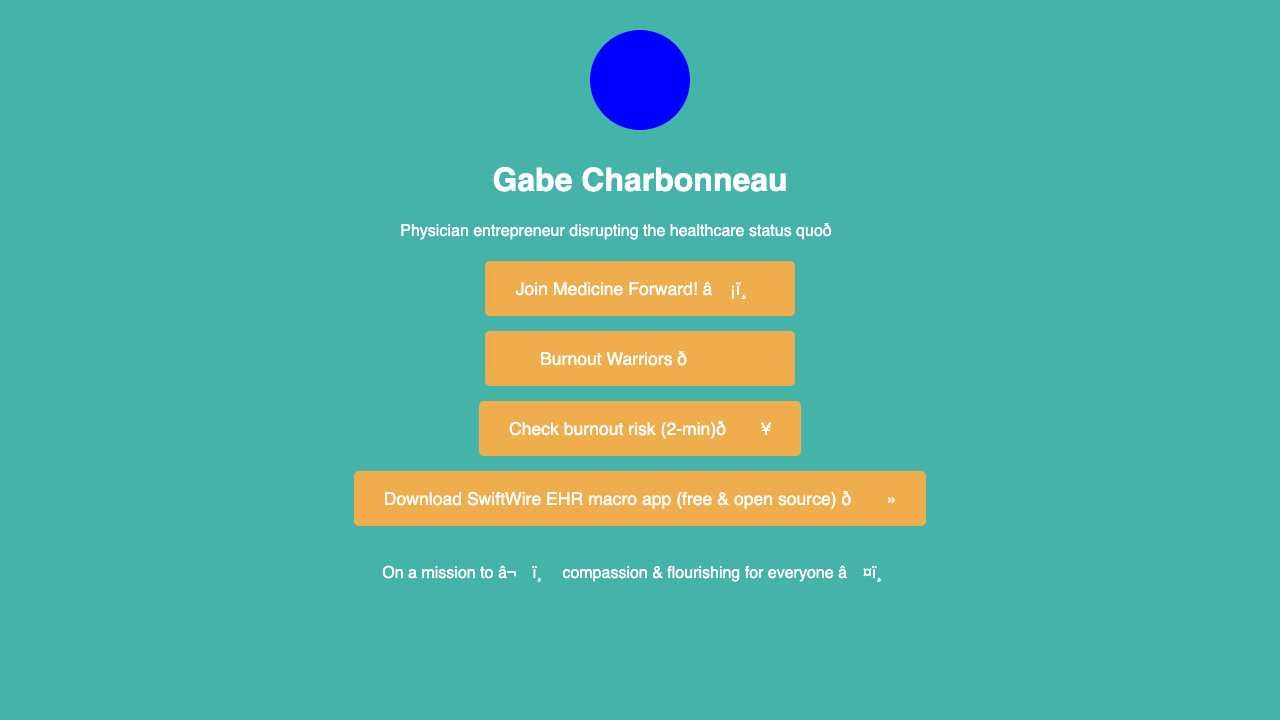 Gabe Charbonneau
Physician entrepreneur disrupting the healthcare status quoð
Join Medicine Forward! â ¡ï¸
Burnout Warriors ð
Check burnout risk (2-min)ð ¥
Download SwiftWire EHR macro app (free & open source) ð »
On a mission to â¬ ï¸ compassion & flourishing for everyone â ¤ï¸